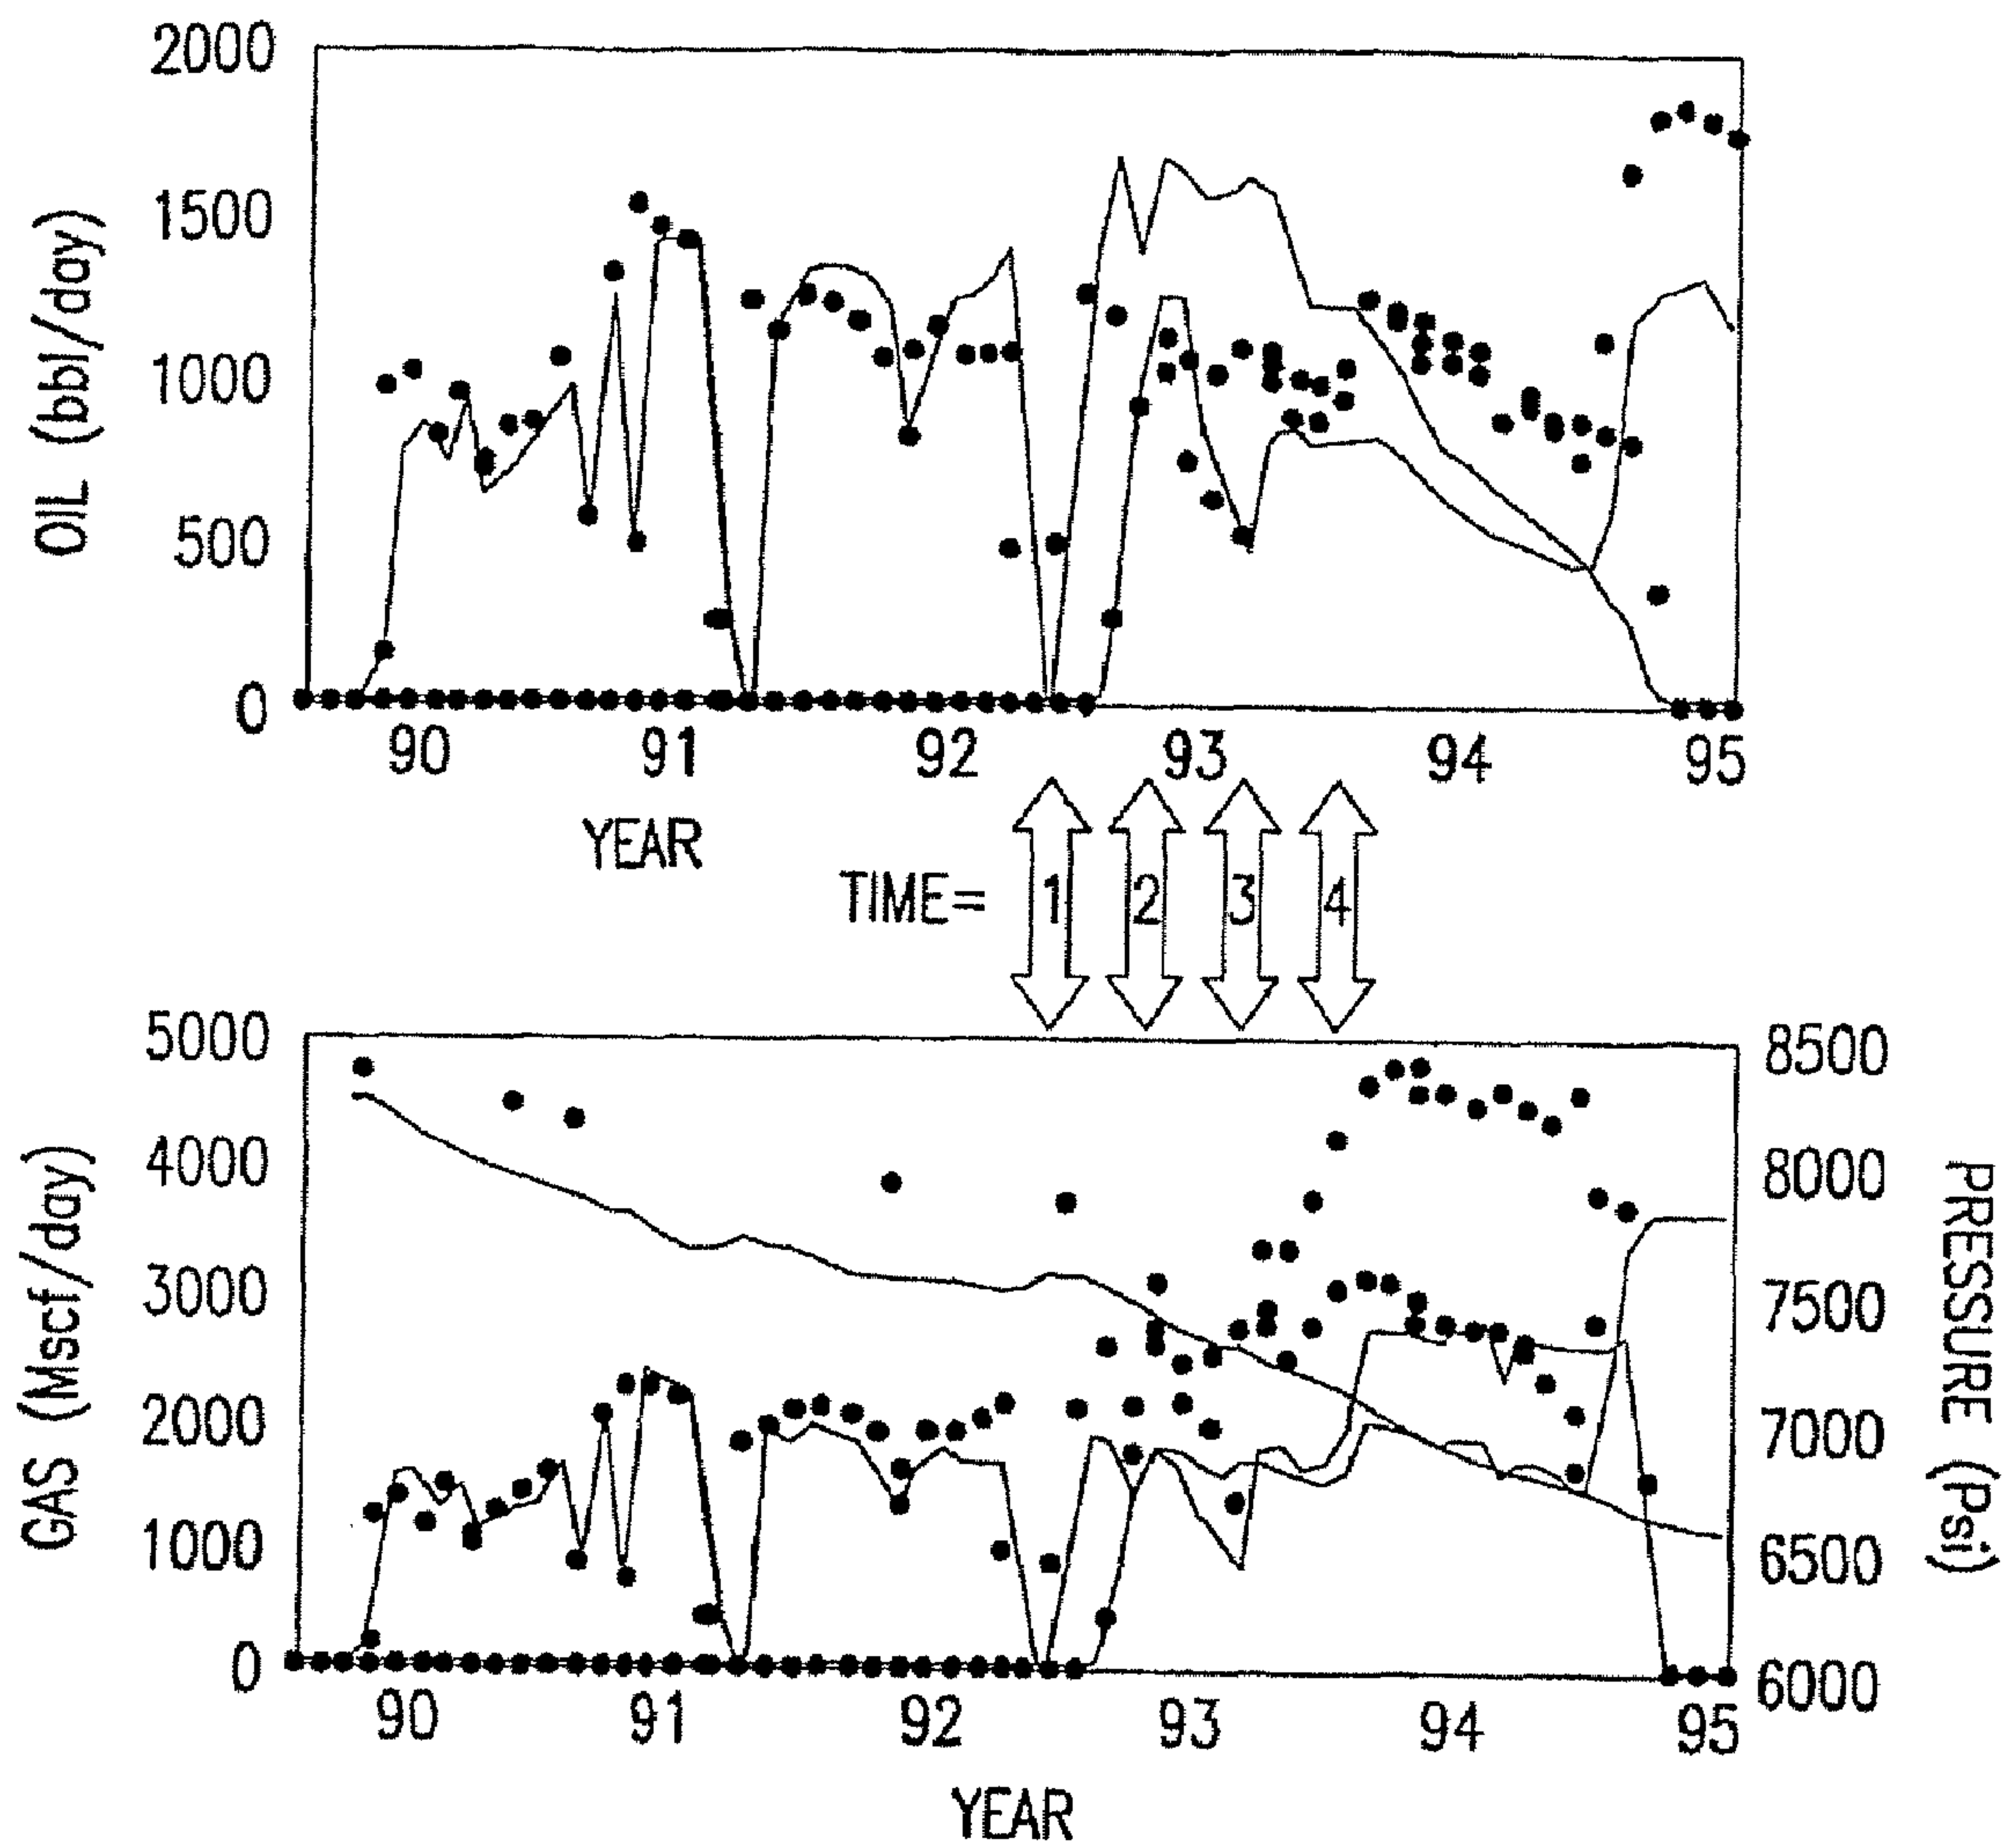 2000
1500
1000
500
0
OIL (bbl/day)
90 91 92 93 94 95
YEAR
TIME= 1 2 3 4
5000
4000
3000
2000
1000
0
GAS (Mscf/day)
8500
8000
7500
7000
6500
6000
PRESSURE (Psi)
90 91 92 93 94 95
YEAR